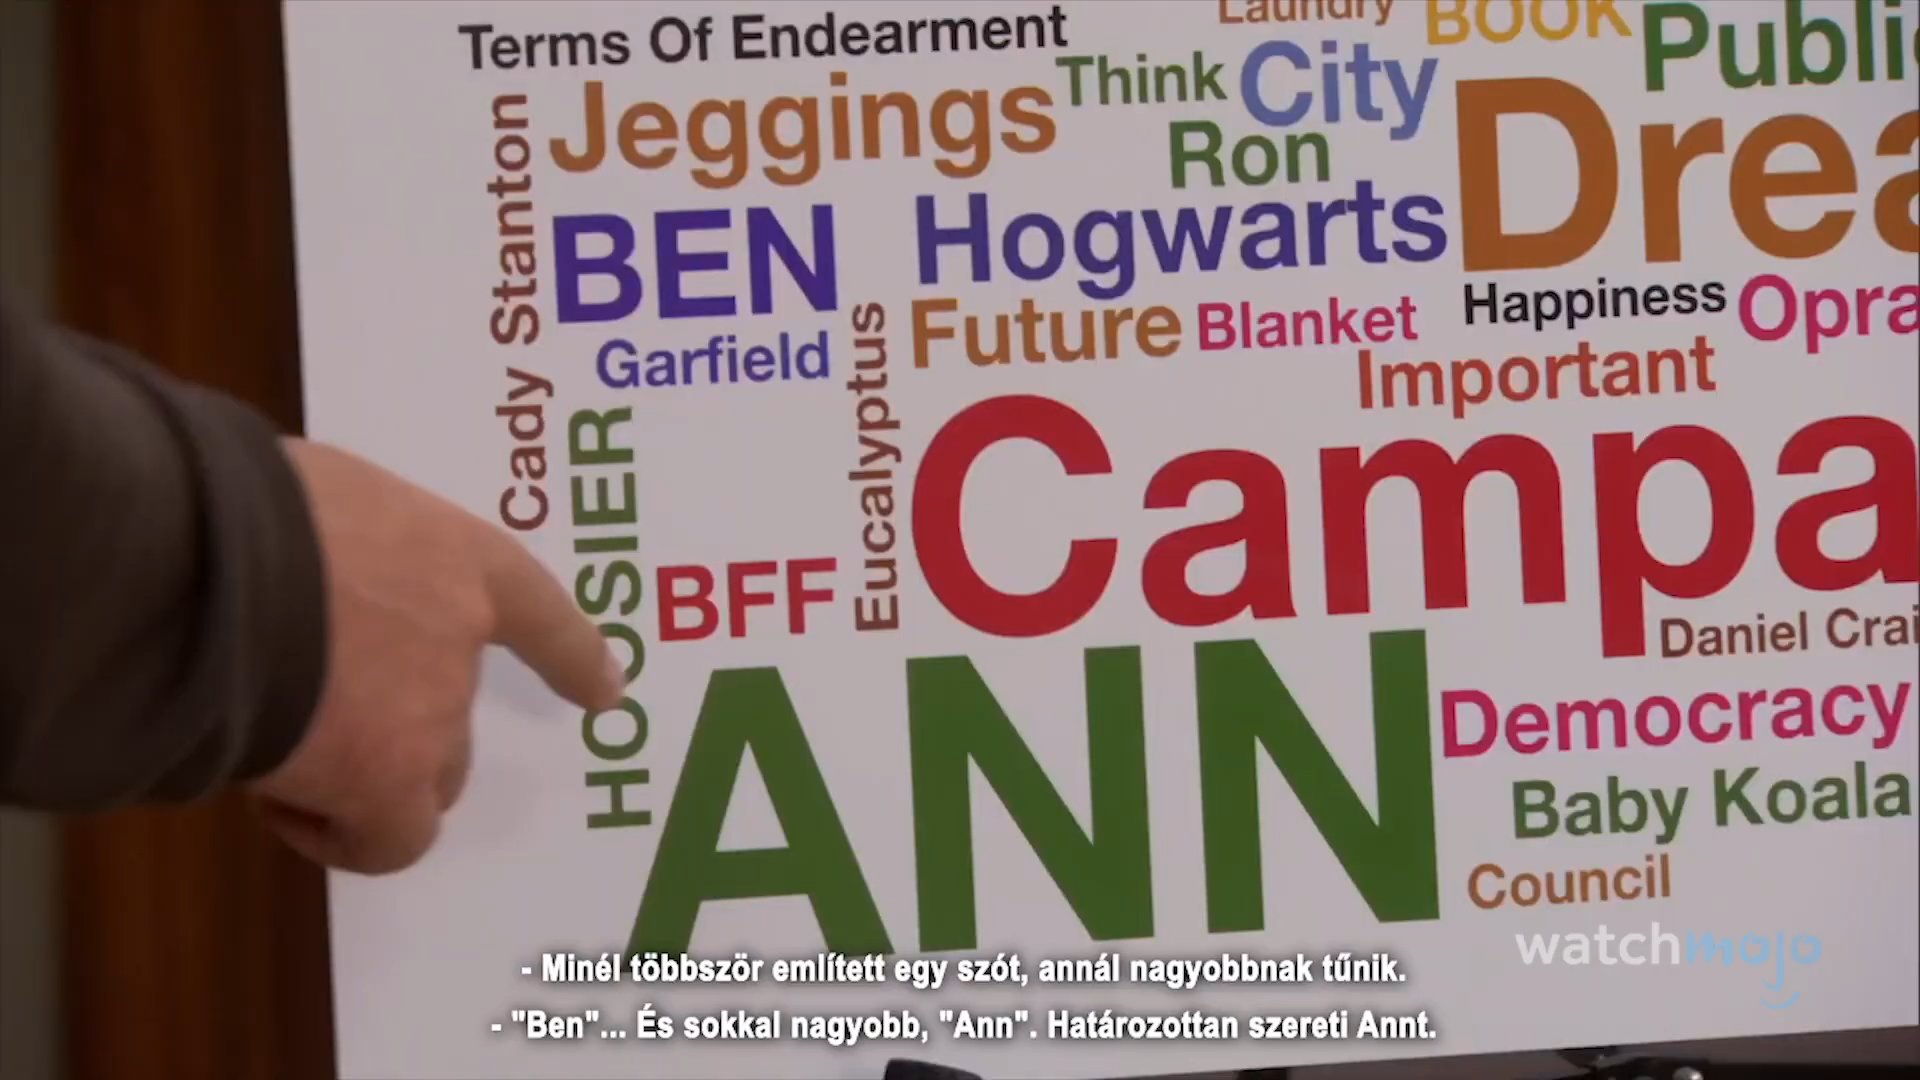 Laundry
BOOK
Terms Of Endearment
Think
City
Jeggings
Ron
Cady Stanton
BEN
Hogwarts
Happiness
Garfield
Future
Blanket
Important
HOOSIER
Eucalyptus
BFF
ANN
Democracy
Baby Koala
Council
watchmojo
- Minél többször említett egy szót, annál nagyobbnak tűnik.
- "Ben"... És sokkal nagyobb, "Ann". Határozottan szereti Annt.